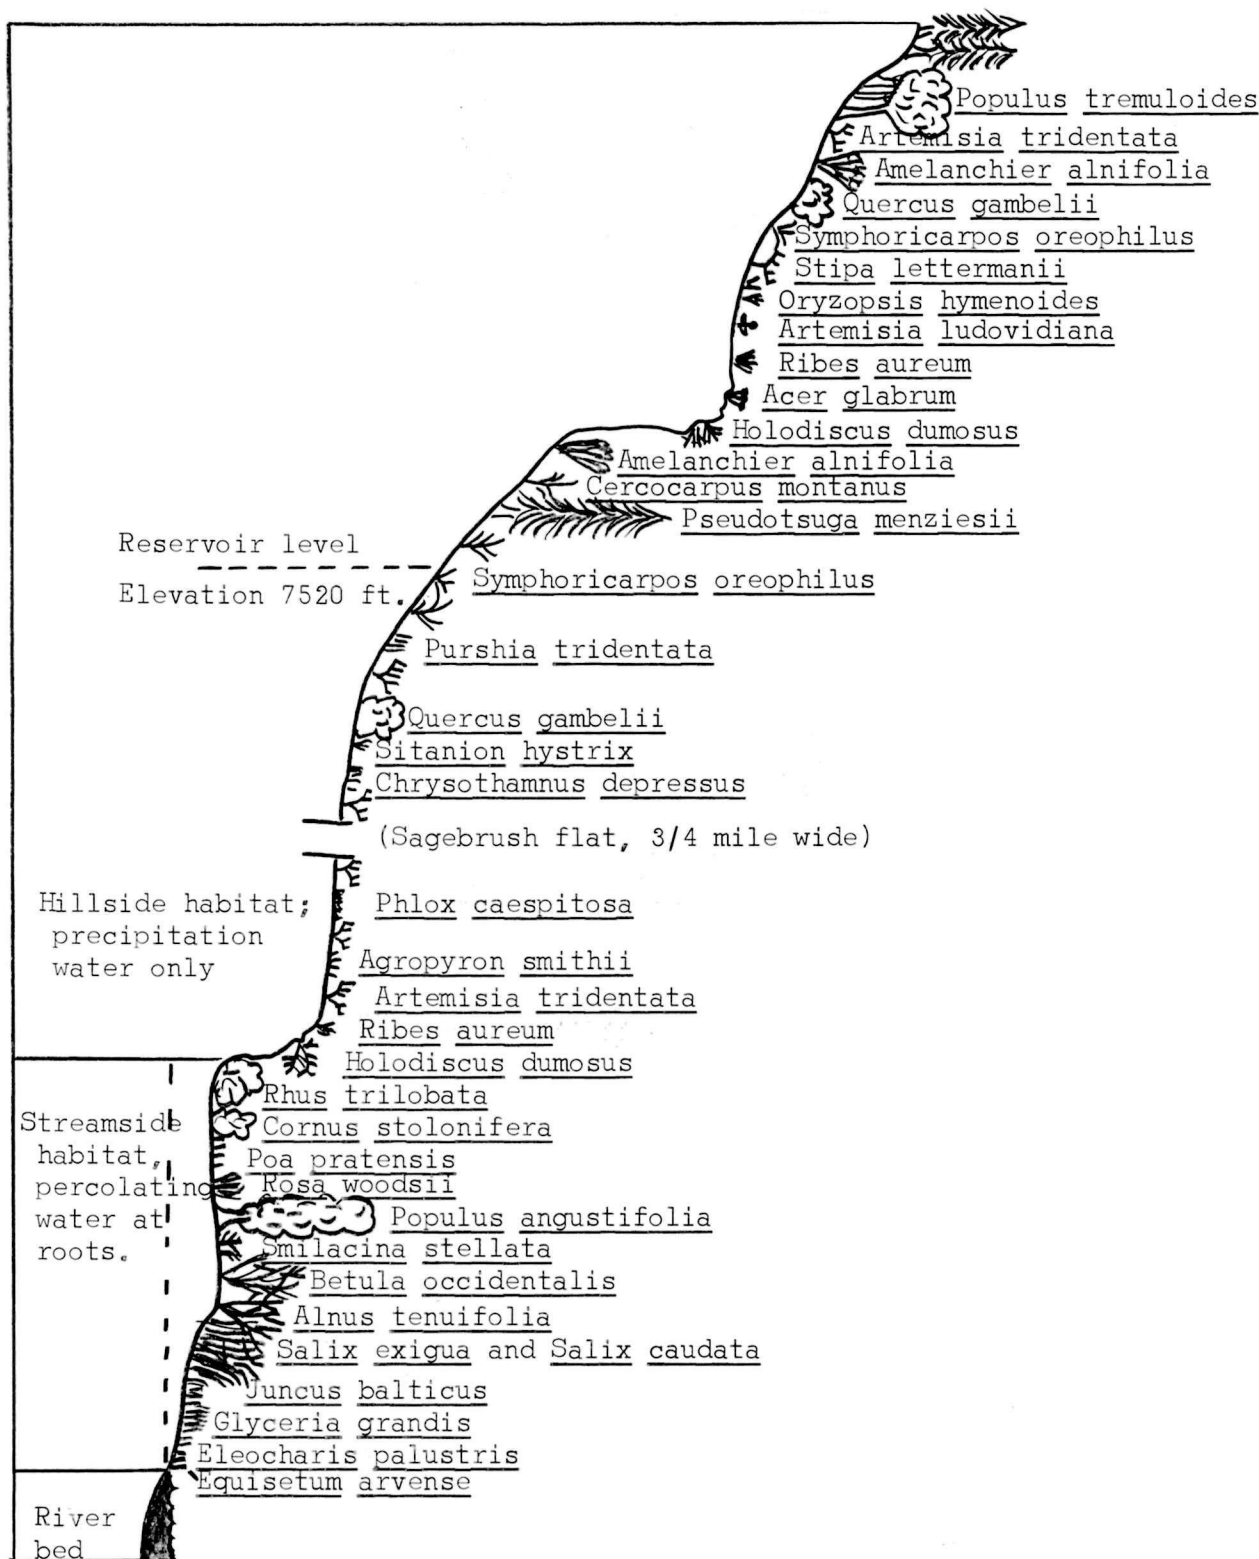 Populus tremuloides
Artemisia tridentata
Amelanchier alnifolia
Quercus gambelii
Symphoricarpos oreophilus
Stipa lettermanii
Oryzopsis hymenoides
Artemisia ludovidiana
Ribes aureum
Acer glabrum
Holodiscus dumosus
Amelanchier alnifolia
Cercocarpus montanus
Pseudotsuga menziesii
Reservoir level
Elevation 7520 ft.
Symphoricarpos oreophilus
Purshia tridentata
Quercus gambelii
Sitanion hystrix
Chrysothamnus depressus
(Sagebrush flat, 3/4 mile wide)
Hillside habitat;
precipitation
water only
Phlox caespitosa
Agropyron smithii
Artemisia tridentata
Ribes aureum
Holodiscus dumosus
Rhus trilobata
Streamside
habitat,
percolating
water at
roots.
Cornus stolonifera
Poa pratensis
Rosa woodsii
Populus angustifolia
Smilacina stellata
Betula occidentalis
Alnus tenuifolia
Salix exigua and Salix caudata
Juncus balticus
Glyceria grandis
Eleocharis palustris
Equisetum arvense
River
bed